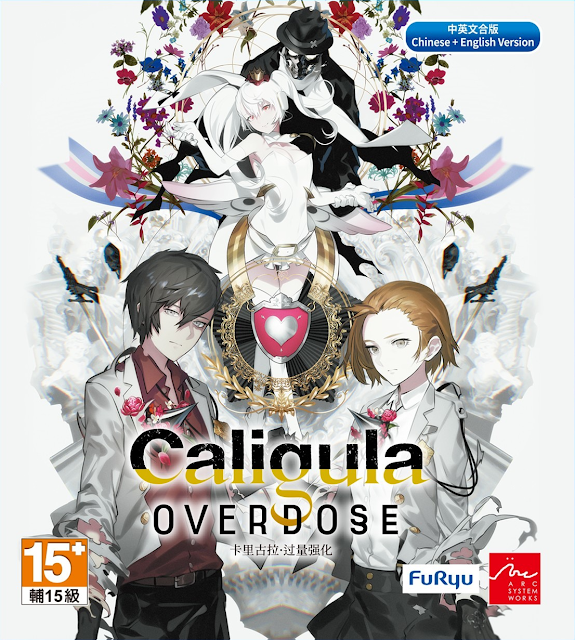 中英文合版
Chinese + English Version
Caligula
OVERDOSE
卡里古拉·过量强化
15+
輔15級
FuRyu
ARC
SYSTEM
WORKS